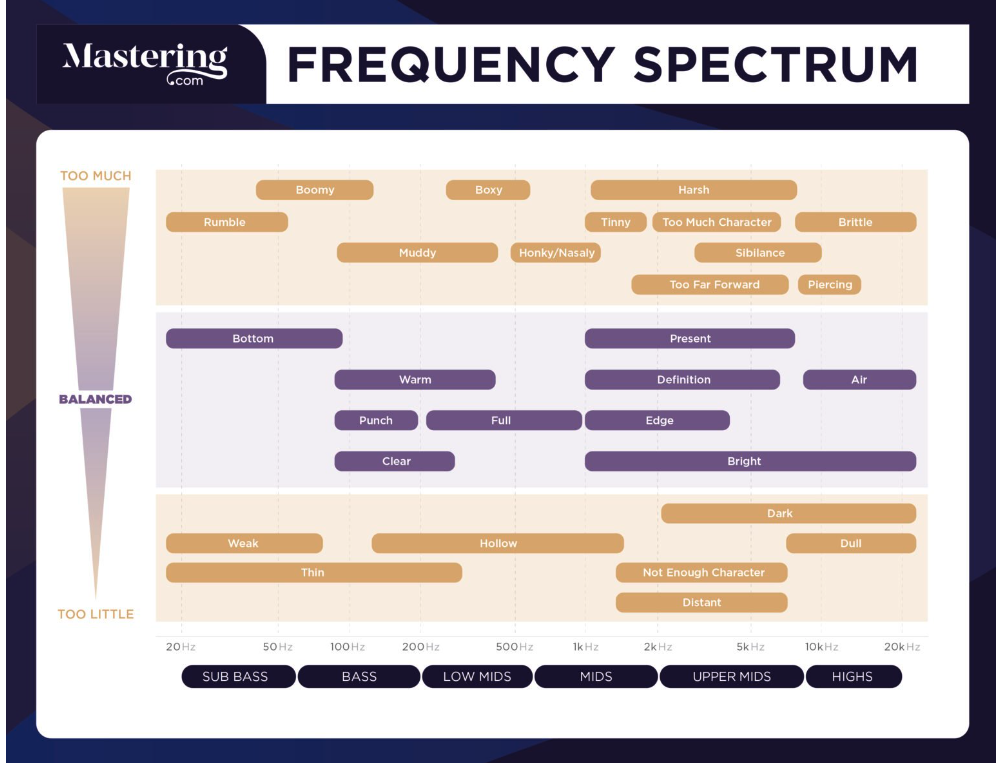 Mastering
.com
FREQUENCY SPECTRUM
TOO MUCH
Boomy
Boxy
Harsh
Rumble
Tinny
Too Much Character
Brittle
Muddy
Honky/Nasaly
Sibilance
Too Far Forward
Piercing
Bottom
Present
Warm
Definition
Air
BALANCED
Punch
Full
Edge
Clear
Bright
Dark
Weak
Hollow
Dull
Thin
Not Enough Character
Distant
TOO LITTLE
20Hz 50Hz 100Hz 200Hz 500Hz 1kHz 2kHz 5kHz 10kHz 20kHz
SUB BASS BASS LOW MIDS MIDS UPPER MIDS HIGHS